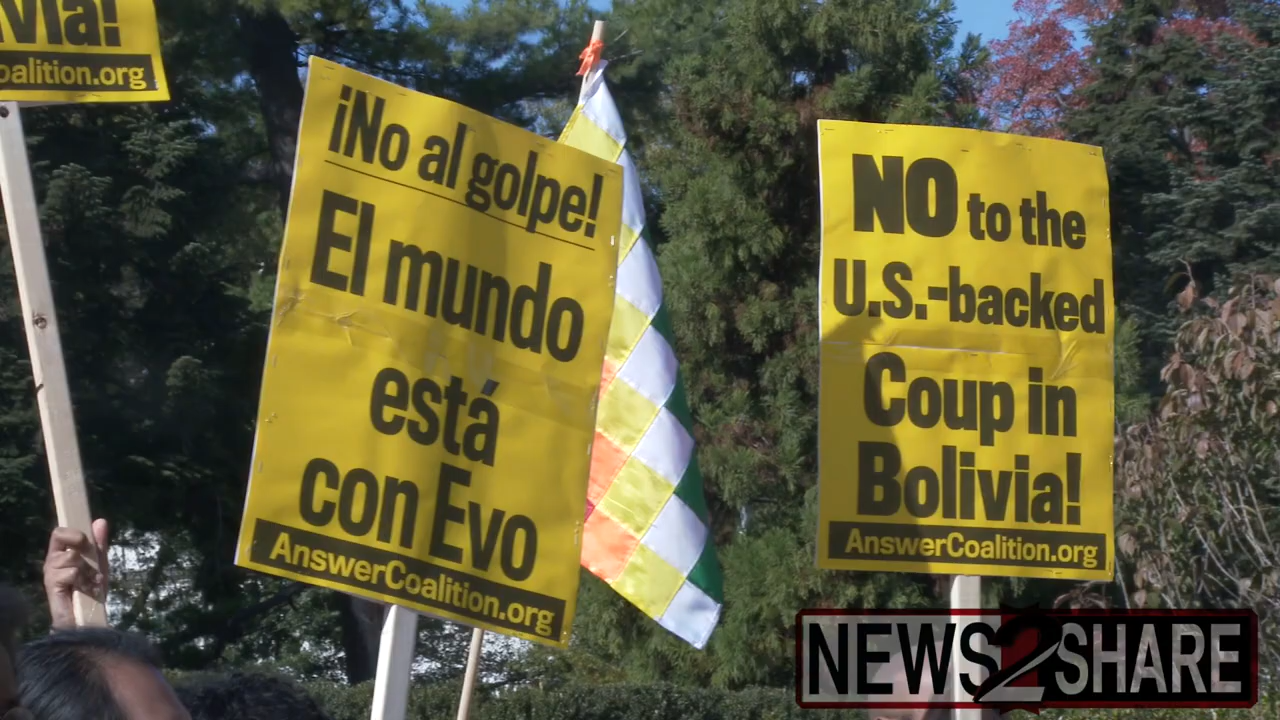 via!
alition.org
¡No al golpe!
El mundo
está
con Evo
AnswerCoalition.org
NO to the
U.S.-backed
Coup in
Bolivia!
AnswerCoalition.org
NEWS2SHARE